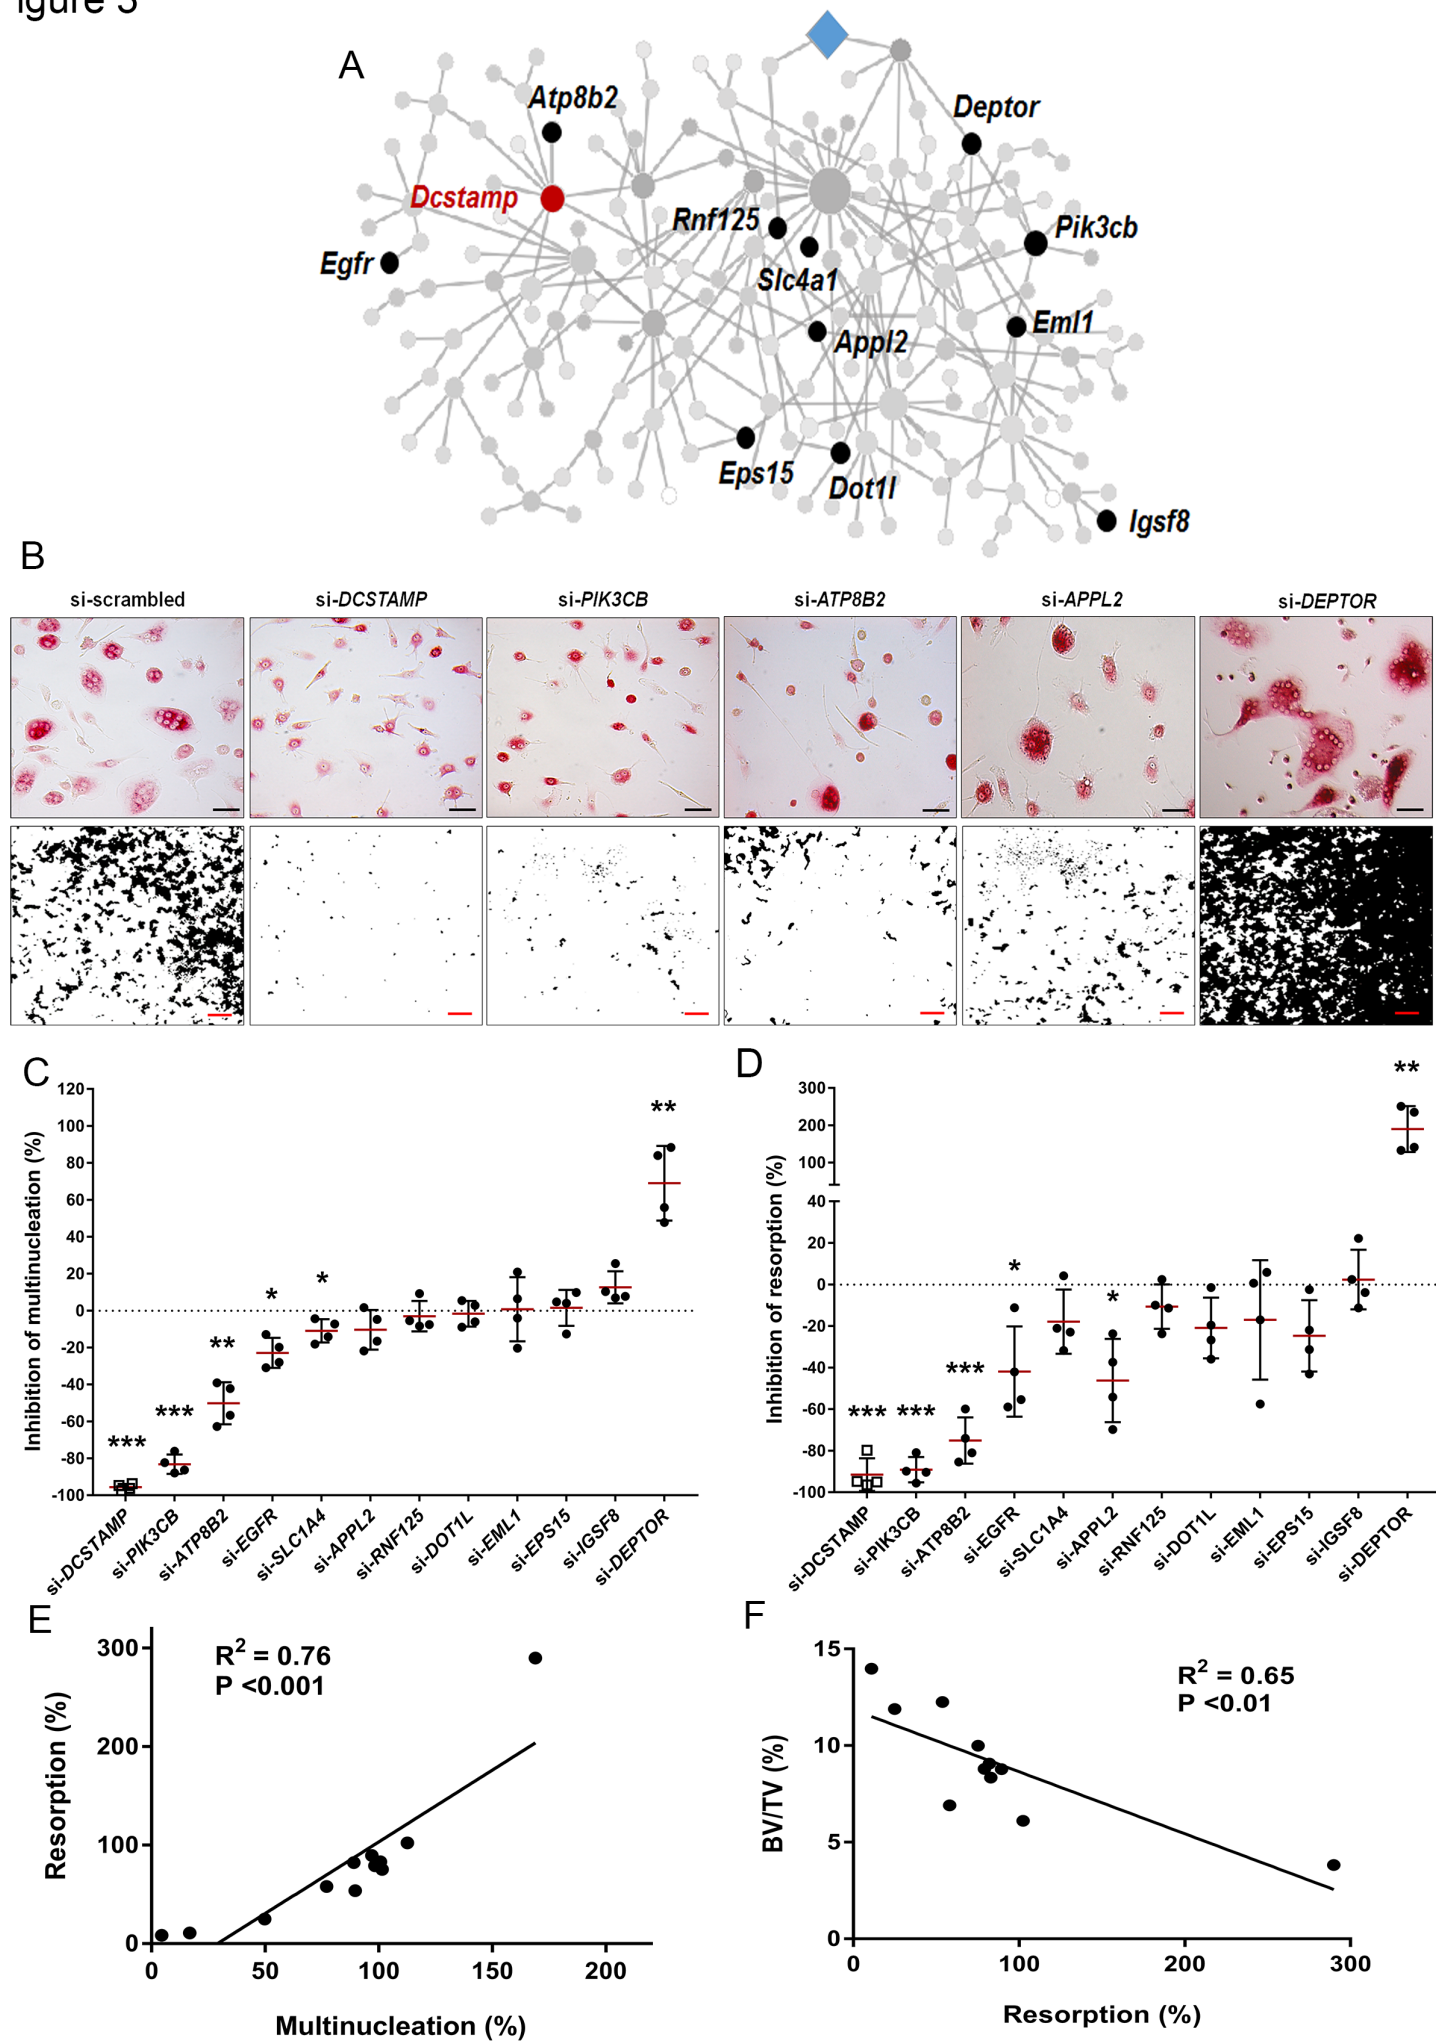 igure 3
A
Atp8b2
Deptor
Dcstamp
Rnf125
Pik3cb
Egfr
Slc4a1
Eml1
Appl2
Eps15
Dot1l
Igsf8
B
si-scrambled si-DCSTAMP si-PIK3CB si-ATP8B2 si-APPL2 si-DEPTOR
C
Inhibition of multinucleation (%)
120
100
80
60
40
20
0
-20
-40
-60
-80
-100
*** *** ** * * **
si-DCSTAMP si-PIK3CB si-ATP8B2 si-EGFR si-SLC1A4 si-APPL2 si-RNF125 si-DOT1L si-EML1 si-EPS15 si-IGSF8 si-DEPTOR
D
Inhibition of resorption (%)
300
200
100
40
20
0
-20
-40
-60
-80
-100
*** *** *** * * **
si-DCSTAMP si-PIK3CB si-ATP8B2 si-EGFR si-SLC1A4 si-APPL2 si-RNF125 si-DOT1L si-EML1 si-EPS15 si-IGSF8 si-DEPTOR
E
R2 = 0.76
P <0.001
Resorption (%)
300
200
100
0
0 50 100 150 200
Multinucleation (%)
F
R2 = 0.65
P <0.01
BV/TV (%)
15
10
5
0
0 100 200 300
Resorption (%)